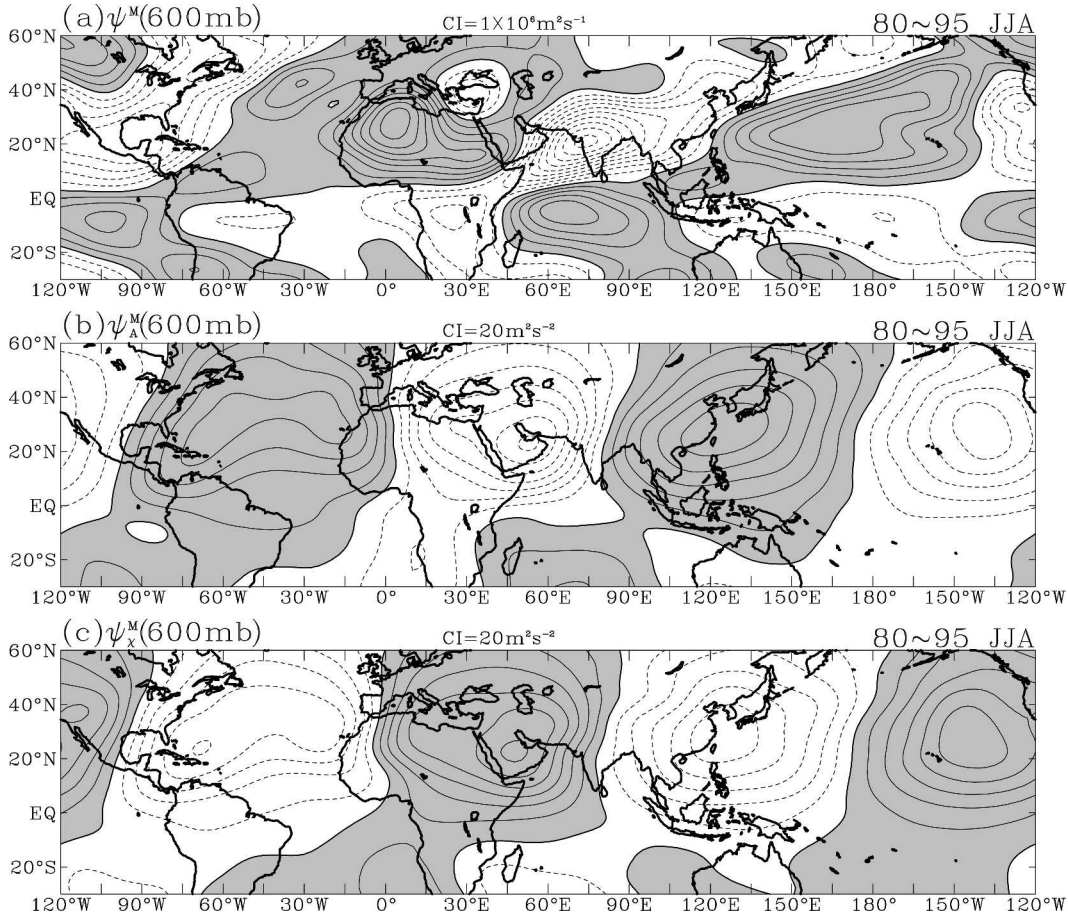 (a)ψᴹ(600mb) CI=1×10⁶m²s⁻¹ 80~95 JJA
60°N
40°N
20°N
EQ
20°S
120°W 90°W 60°W 30°W 0° 30°E 60°E 90°E 120°E 150°E 180° 150°W 120°W
(b)ψ_Aᴹ(600mb) CI=20m²s⁻² 80~95 JJA
60°N
40°N
20°N
EQ
20°S
120°W 90°W 60°W 30°W 0° 30°E 60°E 90°E 120°E 150°E 180° 150°W 120°W
(c)ψ_χᴹ(600mb) CI=20m²s⁻² 80~95 JJA
60°N
40°N
20°N
EQ
20°S
120°W 90°W 60°W 30°W 0° 30°E 60°E 90°E 120°E 150°E 180° 150°W 120°W